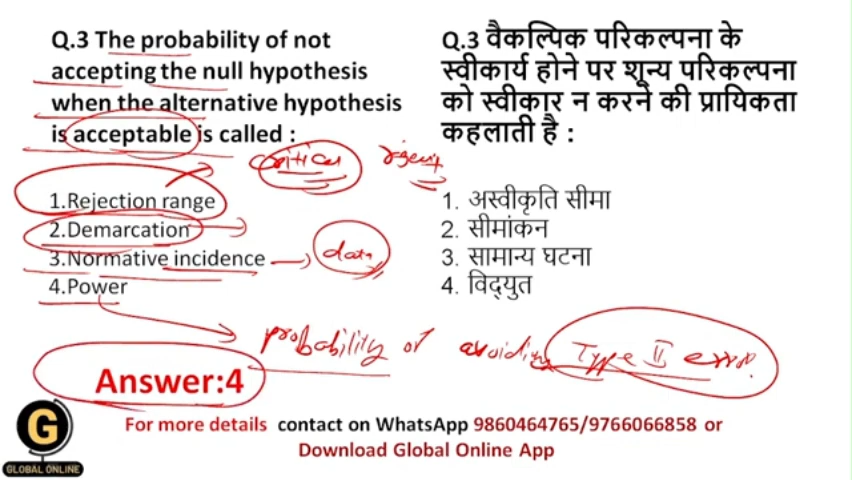 Q.3 The probability of not
accepting the null hypothesis
when the alternative hypothesis
is acceptable is called :
critical
1.Rejection range
2.Demarcation
3.Normative incidence
data
4.Power
probability of avoiding Type II error.
Answer:4
Q.3 वैकल्पिक परिकल्पना के
स्वीकार्य होने पर शून्य परिकल्पना
को स्वीकार न करने की प्रायिकता
कहलाती है :
1. अस्वीकृति सीमा
2. सीमांकन
3. सामान्य घटना
4. विद्युत
For more details contact on WhatsApp 9860464765/9766066858 or
Download Global Online App
G
GLOBAL ONLINE